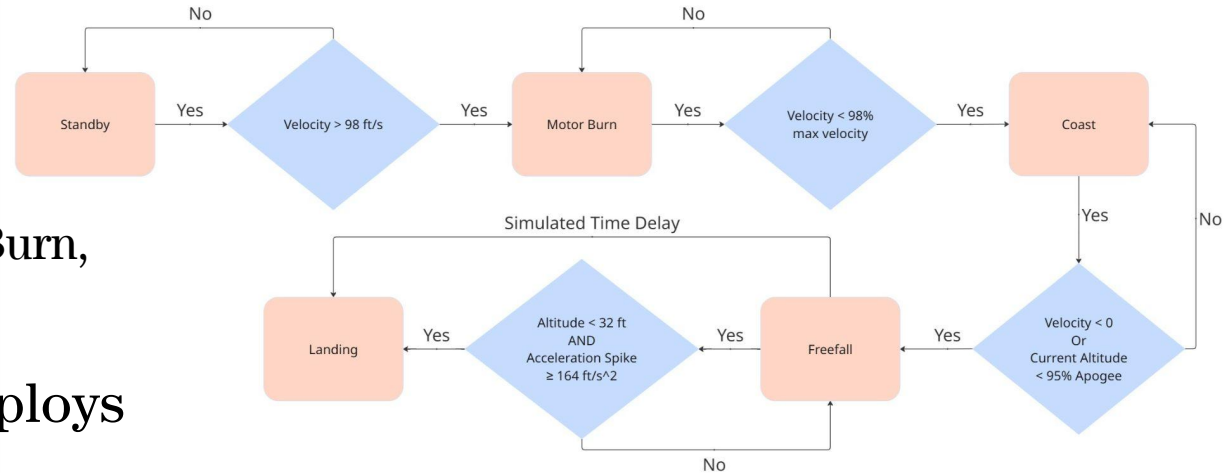 No
No
Standby
Yes
Velocity > 98 ft/s
Yes
Motor Burn
Yes
Velocity < 98%
max velocity
Yes
Coast
Yes
No
Burn,
ploys
Simulated Time Delay
Landing
Yes
Altitude < 32 ft
AND
Acceleration Spike
≥ 164 ft/s^2
Yes
Freefall
Yes
Velocity < 0
Or
Current Altitude
< 95% Apogee
No